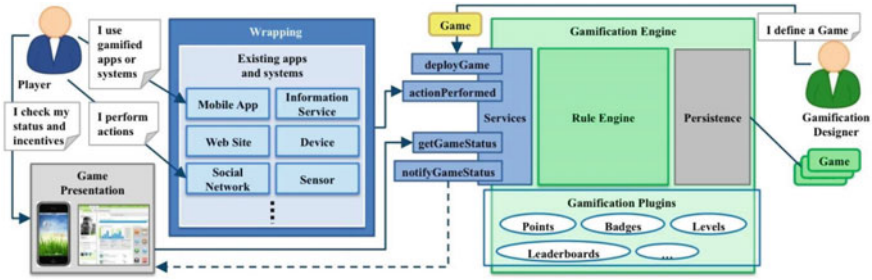 Player
I use
gamified
apps or
systems
I check my
status and
incentives
I perform
actions
Game
Presentation
Wrapping
Existing apps
and systems
Mobile App
Information
Service
Web Site
Device
Social
Network
Sensor
Game
deployGame
actionPerformed
getGameStatus
notifyGameStatus
Services
Gamification Engine
Rule Engine
Persistence
Gamification Plugins
Points
Badges
Levels
Leaderboards
...
I define a Game
Gamification
Designer
Game